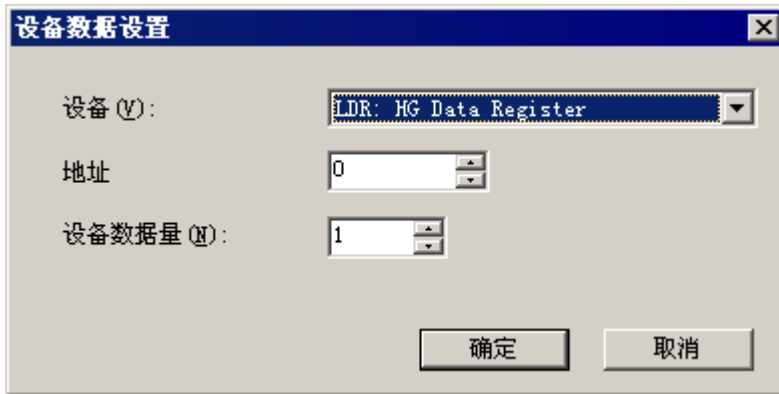 设备数据设置
设备(V): LDR: HG Data Register
地址 0
设备数据量(N): 1
确定 取消